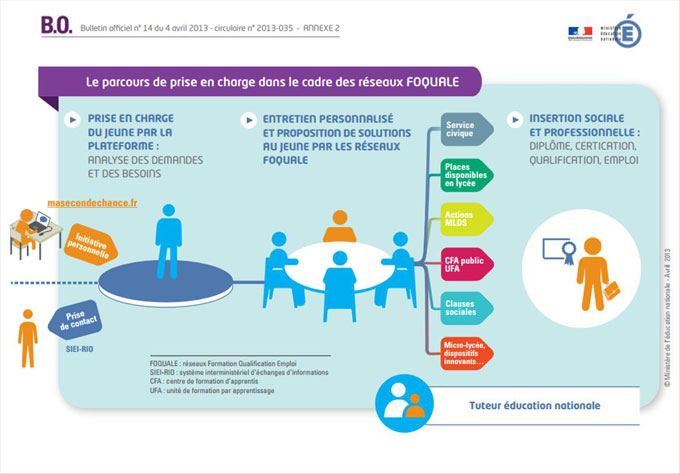 B.O.
Bulletin officiel n° 14 du 4 avril 2013 - circulaire n° 2013-035 - ANNEXE 2
Le parcours de prise en charge dans le cadre des réseaux FOQUALE
PRISE EN CHARGE
DU JEUNE PAR LA
PLATEFORME :
ANALYSE DES DEMANDES
ET DES BESOINS
ENTRETIEN PERSONNALISÉ
ET PROPOSITION DE SOLUTIONS
AU JEUNE PAR LES RÉSEAUX
FOQUALE
Service
civique
Places
disponibles
en lycée
Actions
MLDS
CFA public
UFA
Clauses
sociales
Micro-lycée,
dispositifs
innovants...
INSERTION SOCIALE
ET PROFESSIONNELLE :
DIPLÔME, CERTICATION,
QUALIFICATION, EMPLOI
masecondechance.fr
Initiative
personnelle
Prise
de contact
SIEI-RIO
FOQUALE : réseaux Formation Qualification Emploi
SIEI-RIO : système interministériel d'échanges d'informations
CFA : centre de formation d'apprentis
UFA : unité de formation par apprentissage
Tuteur éducation nationale
© Ministère de l'éducation nationale - Avril 2013